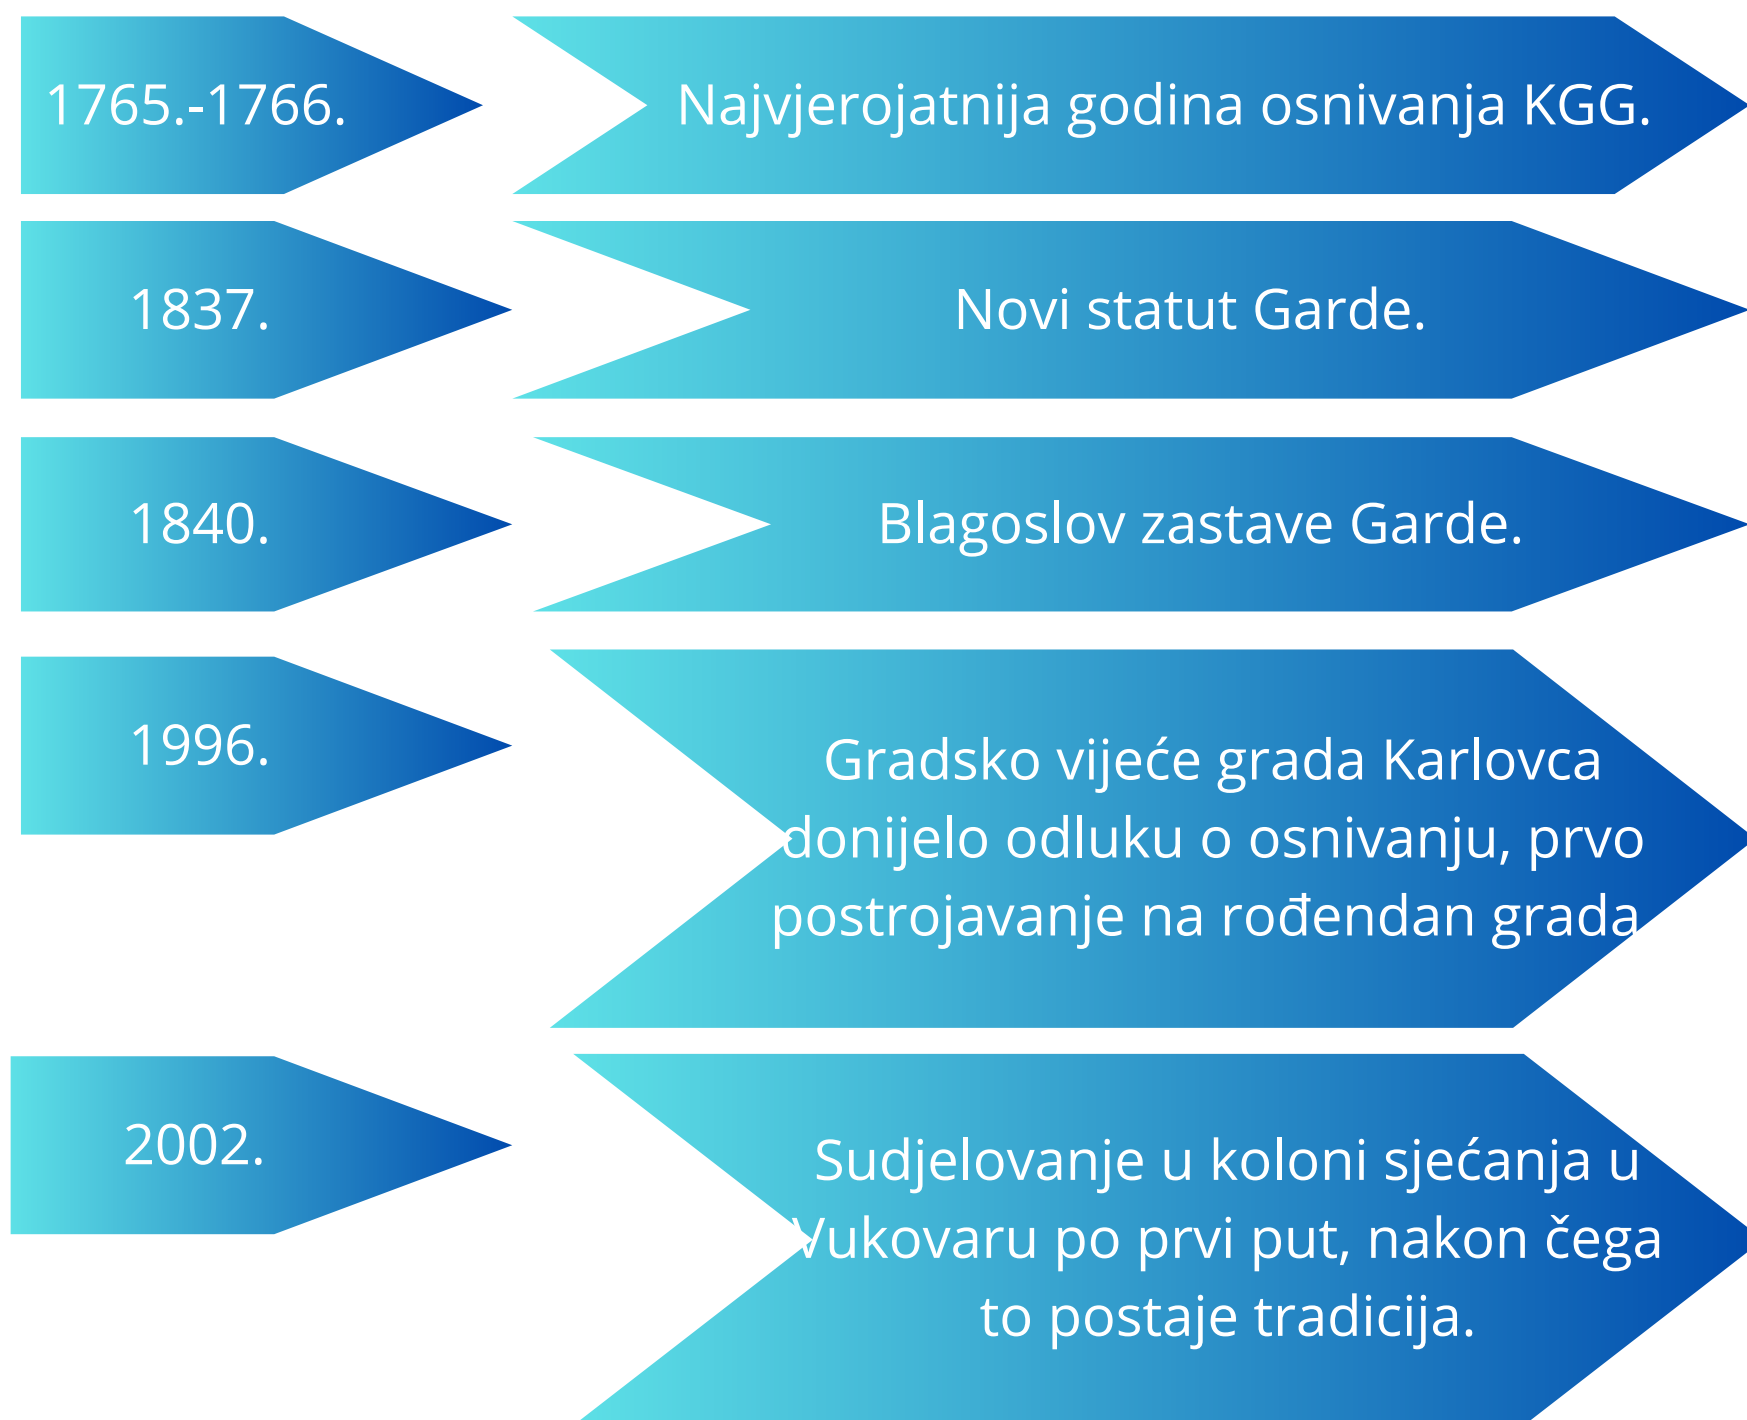 1765.-1766.
Najvjerojatnija godina osnivanja KGG.
1837.
Novi statut Garde.
1840.
Blagoslov zastave Garde.
1996.
Gradsko vijeće grada Karlovca
donijelo odluku o osnivanju, prvo
postrojavanje na rođendan grada
2002.
Sudjelovanje u koloni sjećanja u
Vukovaru po prvi put, nakon čega
to postaje tradicija.